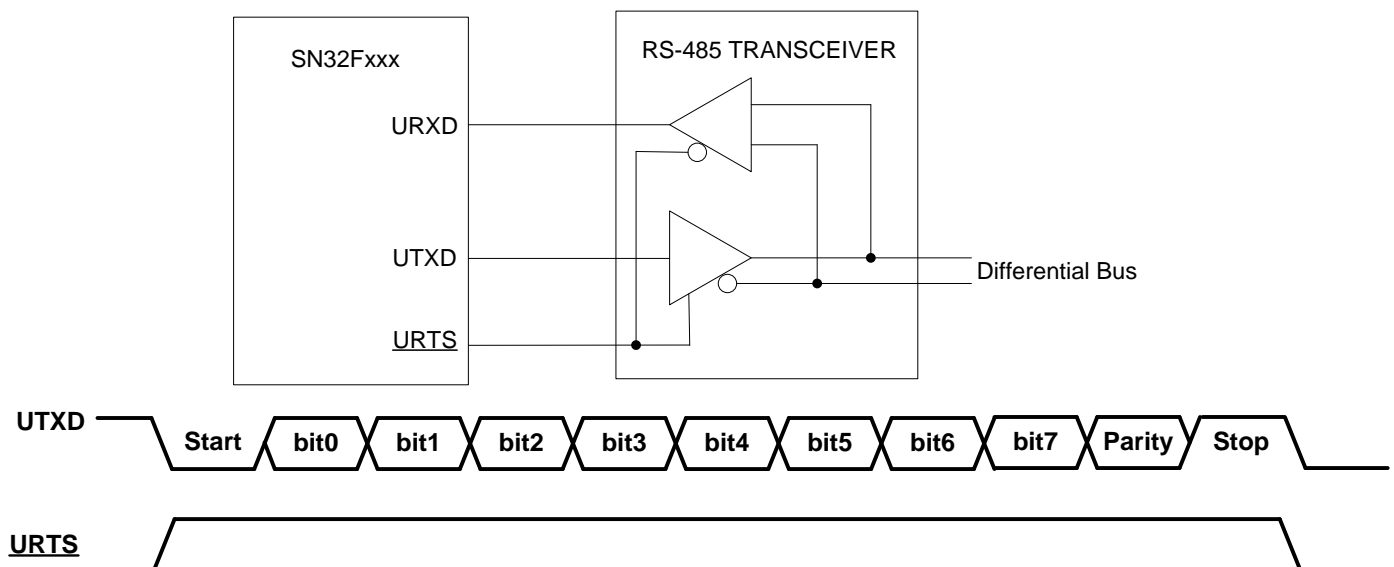 SN32Fxxx
RS-485 TRANSCEIVER
URXD
UTXD
URTS
Differential Bus
UTXD Start bit0 bit1 bit2 bit3 bit4 bit5 bit6 bit7 Parity Stop
URTS